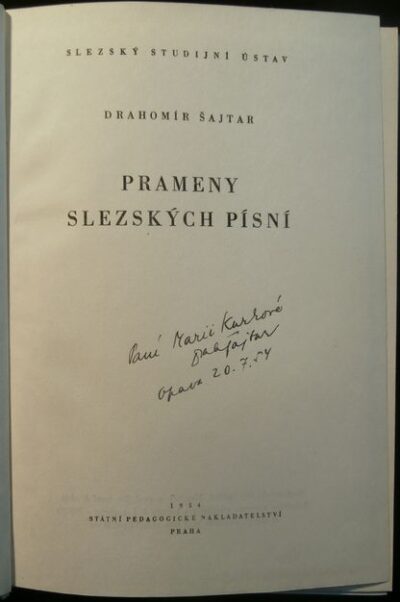 SLEZSKÝ STUDIJNÍ ÚSTAV
DRAHOMÍR ŠAJTAR
PRAMENY
SLEZSKÝCH PÍSNÍ
Paní Marii Kurkové
Šajtar
Opava 20.7.54
1954
STÁTNÍ PEDAGOGICKÉ NAKLADATELSTVÍ
PRAHA